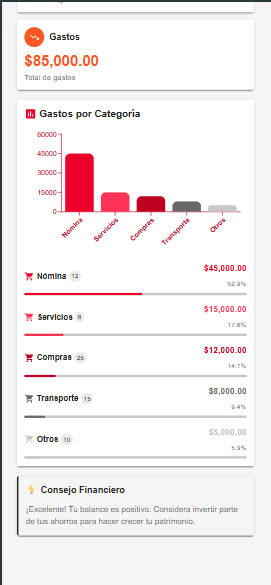 Gastos
$85,000.00
Total de gastos
Gastos por Categoría
60000
45000
30000
15000
0
Nómina
Servicios
Compras
Transporte
Otros
Nómina 12
$45,000.00
52.9%
Servicios 8
$15,000.00
17.6%
Compras 25
$12,000.00
14.1%
Transporte 15
$8,000.00
9.4%
Otros 10
$5,000.00
5.9%
Consejo Financiero
¡Excelente! Tu balance es positivo. Considera invertir parte
de tus ahorros para hacer crecer tu patrimonio.